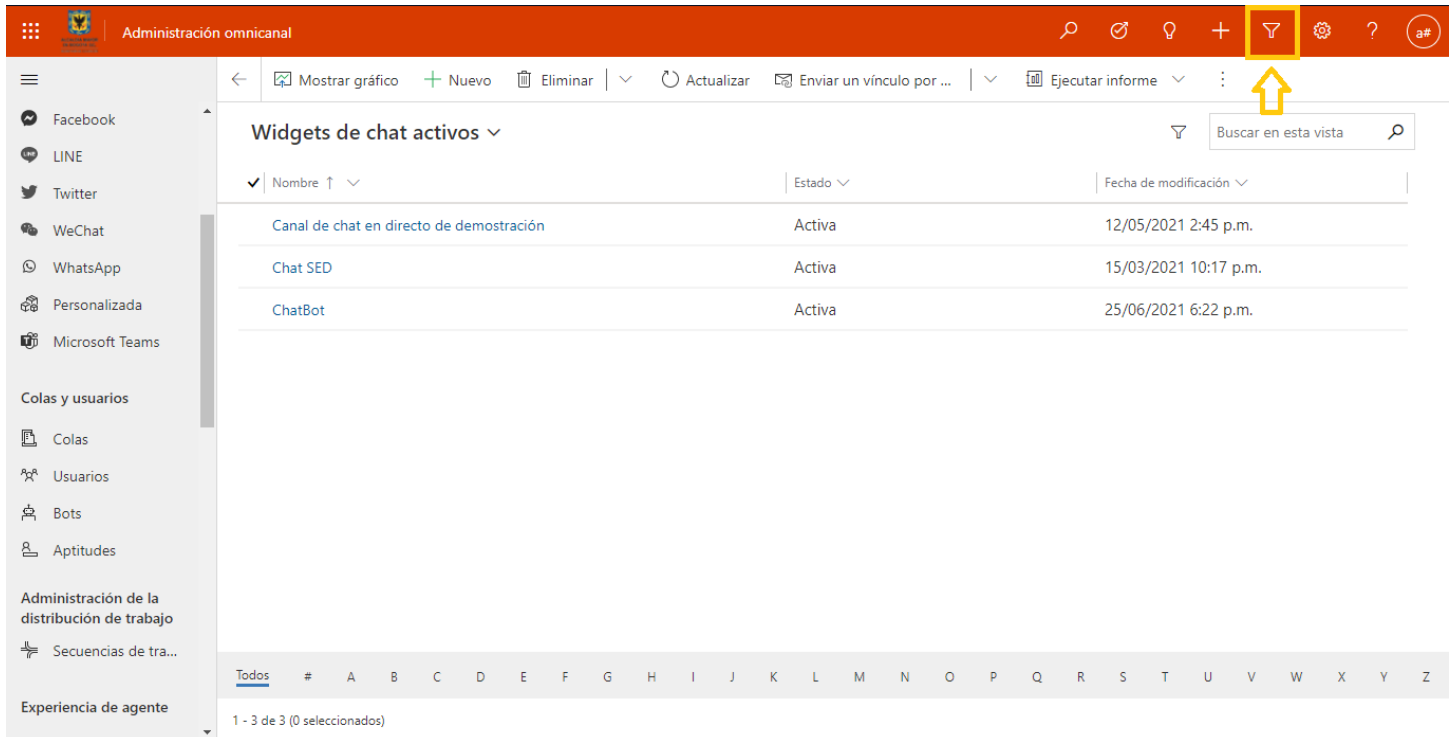 Administración omnicanal
a#
Mostrar gráfico
Nuevo
Eliminar
Actualizar
Enviar un vínculo por ...
Ejecutar informe
Facebook
LINE
Twitter
WeChat
WhatsApp
Personalizada
Microsoft Teams
Colas y usuarios
Colas
Usuarios
Bots
Aptitudes
Administración de la
distribución de trabajo
Secuencias de tra...
Experiencia de agente
Widgets de chat activos
Buscar en esta vista
Nombre ↑ Estado Fecha de modificación
Canal de chat en directo de demostración Activa 12/05/2021 2:45 p.m.
Chat SED Activa 15/03/2021 10:17 p.m.
ChatBot Activa 25/06/2021 6:22 p.m.
Todos # A B C D E F G H I J K L M N O P Q R S T U V W X Y Z
1 - 3 de 3 (0 seleccionados)